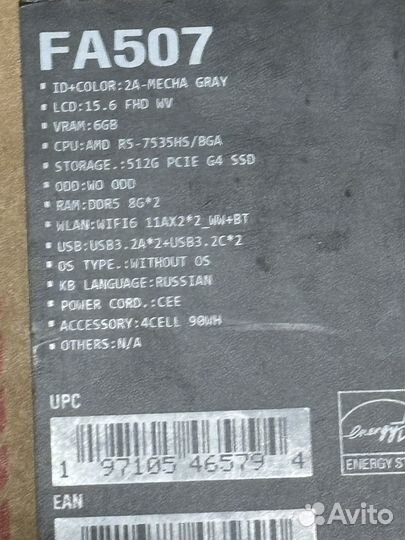 FA507
ID+COLOR:2A-MECHA GRAY
LCD:15.6 FHD WV
VRAM:6GB
CPU:AMD R5-7535HS/BGA
STORAGE.:512G PCIE G4 SSD
ODD:WO ODD
RAM:DDR5 8G*2
WLAN:WIFI6 11AX2*2_WW+BT
USB:USB3.2A*2+USB3.2C*2
OS TYPE.:WITHOUT OS
KB LANGUAGE:RUSSIAN
POWER CORD.:CEE
ACCESSORY:4CELL 90WH
OTHERS:N/A
UPC
1 97105 46579 4
energy
ENERGY ST
EAN
Avito